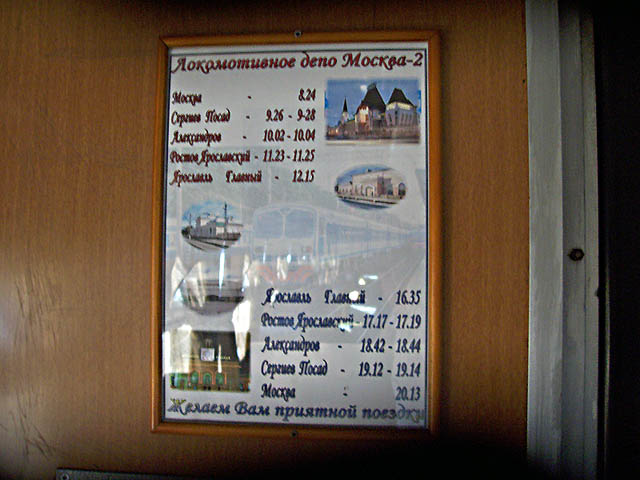 Локомотивное депо Москва-2
Москва - 8.24
Сергиев Посад - 9.26 - 9-28
Александров - 10.02 - 10.04
Ростов Ярославский - 11.23 - 11.25
Ярославль Главный - 12.15
Ярославль Главный - 16.35
Ростов Ярославский - 17.17 - 17.19
Александров - 18.42 - 18.44
Сергиев Посад - 19.12 - 19.14
Москва - 20.13
Желаем Вам приятной поездки